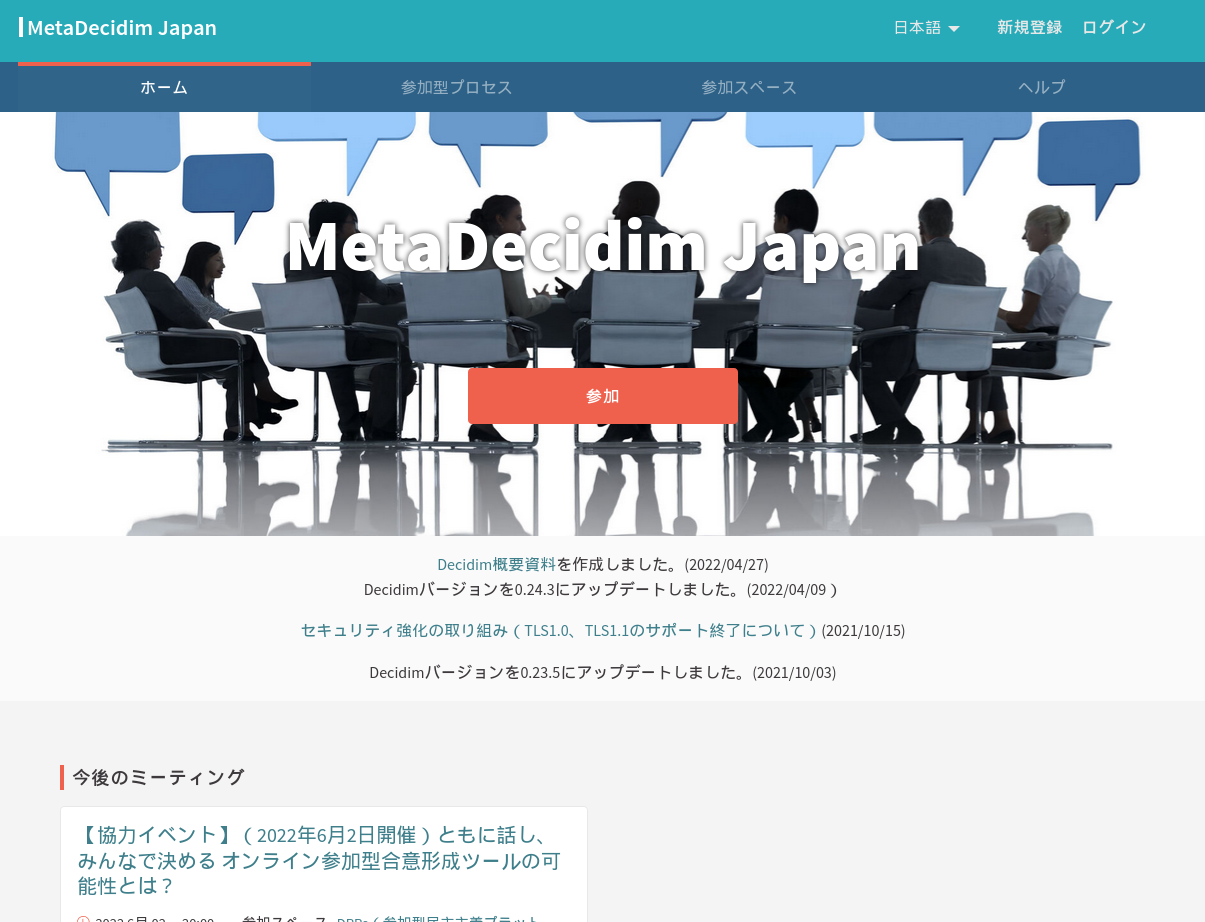 MetaDecidim Japan
日本語
新規登録
ログイン
ホーム
参加型プロセス
参加スペース
ヘルプ
MetaDecidim Japan
参加
Decidim概要資料を作成しました。(2022/04/27)
Decidimバージョンを0.24.3にアップデートしました。(2022/04/09）
セキュリティ強化の取り組み（TLS1.0、TLS1.1のサポート終了について）(2021/10/15)
Decidimバージョンを0.23.5にアップデートしました。(2021/10/03)
今後のミーティング
【協力イベント】（2022年6月2日開催）ともに話し、
みんなで決める オンライン参加型合意形成ツールの可
能性とは？
参加スペース